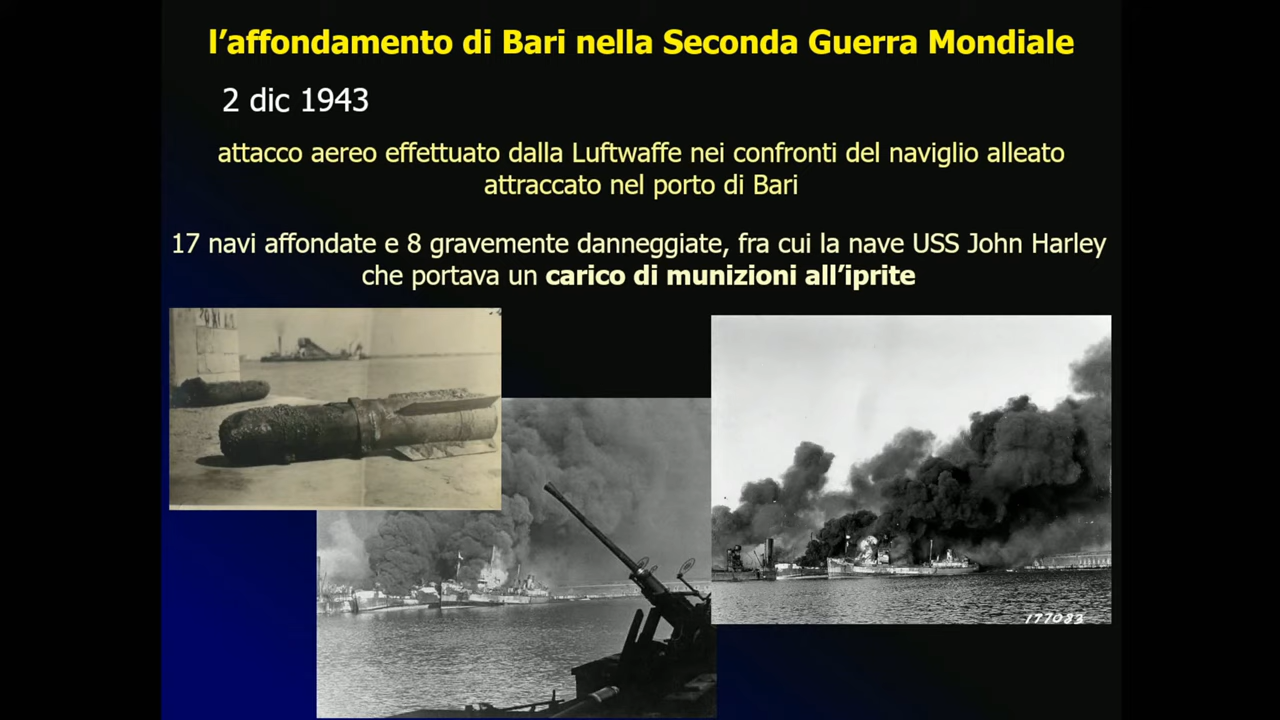 l’affondamento di Bari nella Seconda Guerra Mondiale
2 dic 1943
attacco aereo effettuato dalla Luftwaffe nei confronti del naviglio alleato
attraccato nel porto di Bari
17 navi affondate e 8 gravemente danneggiate, fra cui la nave USS John Harley
che portava un carico di munizioni all’iprite
177033